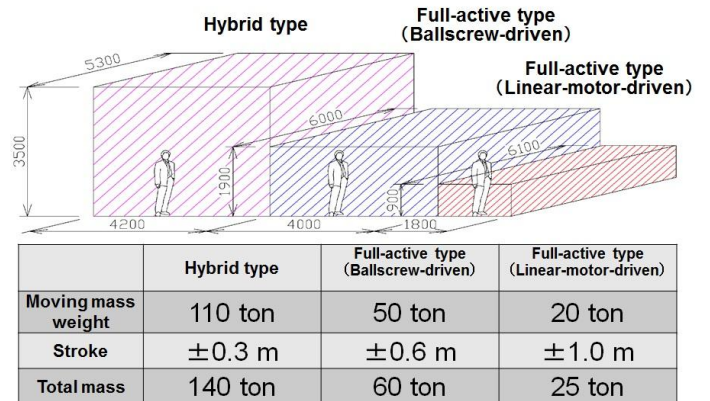 Hybrid type
Full-active type
（Ballscrew-driven）
Full-active type
（Linear-motor-driven）
5300
3500
6000
1900
6100
900
4200
4000
1800
Hybrid type
Full-active type
（Ballscrew-driven）
Full-active type
（Linear-motor-driven）
Moving mass
weight
110 ton
50 ton
20 ton
Stroke
±0.3 m
±0.6 m
±1.0 m
Total mass
140 ton
60 ton
25 ton